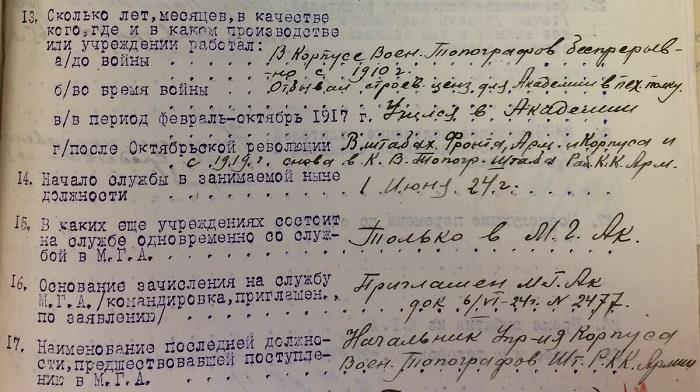 13. Сколько лет, месяцев, в качестве
кого, где и в каком производстве
или учреждении работал:
а/до войны В Корпусе Воен. Топографов беспрерыв-
но с 1910 г.
б/во время войны Отбывал строев. ценз для Академии в пех. полку.
в/в период февраль-октябрь 1917 г. Учился в Академии
г/после Октябрьской революции В штабах Фронта, Арм. и Корпуса и
с 1919 г. снова в К. В. Топогр. Штаба Раб. К.К. Арм.
14. Начало службы в занимаемой ныне
должности 1 Июня 24 г.
15. В каких еще учреждениях состоит
на службе одновременно со служ-
бой в М.Г.А. Только в М. Г. Ак.
16. Основание зачисления на службу
М.Г.А./командировка, приглашен.,
по заявлению/ Приглашен М.Г. Ак
док 6/VI-24 г. N 2477.
17. Наименование последней должно-
сти, предшествовавшей поступле-
нию в М.Г.А. Начальник Упр-ия Корпуса
Воен. Топографов Шт. Р.К.К. Армии